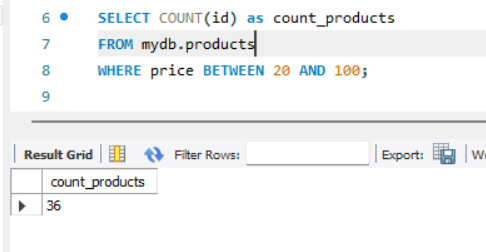 6 SELECT COUNT(id) as count_products
7 FROM mydb.products
8 WHERE price BETWEEN 20 AND 100;
9
Result Grid Filter Rows: Export:
count_products
36